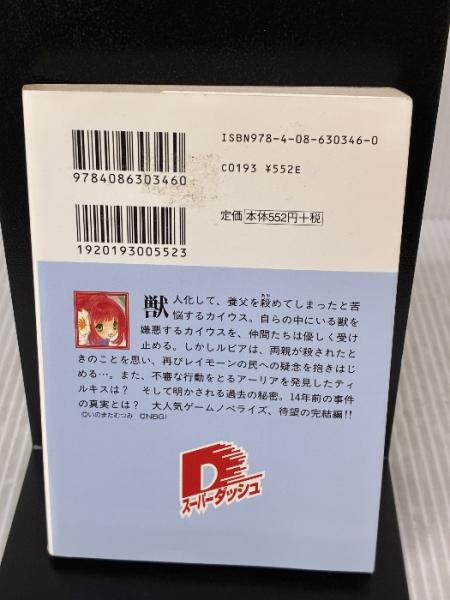 ISBN978-4-08-630346-0
9784086303460
C0193 ¥552E
定価 本体552円+税
1920193005523
獣人化して、養父を殺めてしまったと苦
悩するカイウス。自らの中にいる獣を
嫌悪するカイウスを、仲間たちは優しく受け
止める。しかしルビアは、両親が殺されたと
きのことを思い、再びレイモーンの民への疑念を抱きはじ
める…。また、不審な行動をとるアーリアを発見したティ
ルキスは? そして明かされる過去の秘密。14年前の事件
の真実とは? 大人気ゲームノベライズ、待望の完結編!!
©いのまたむつみ ©NBGI
D
スーパーダッシュ